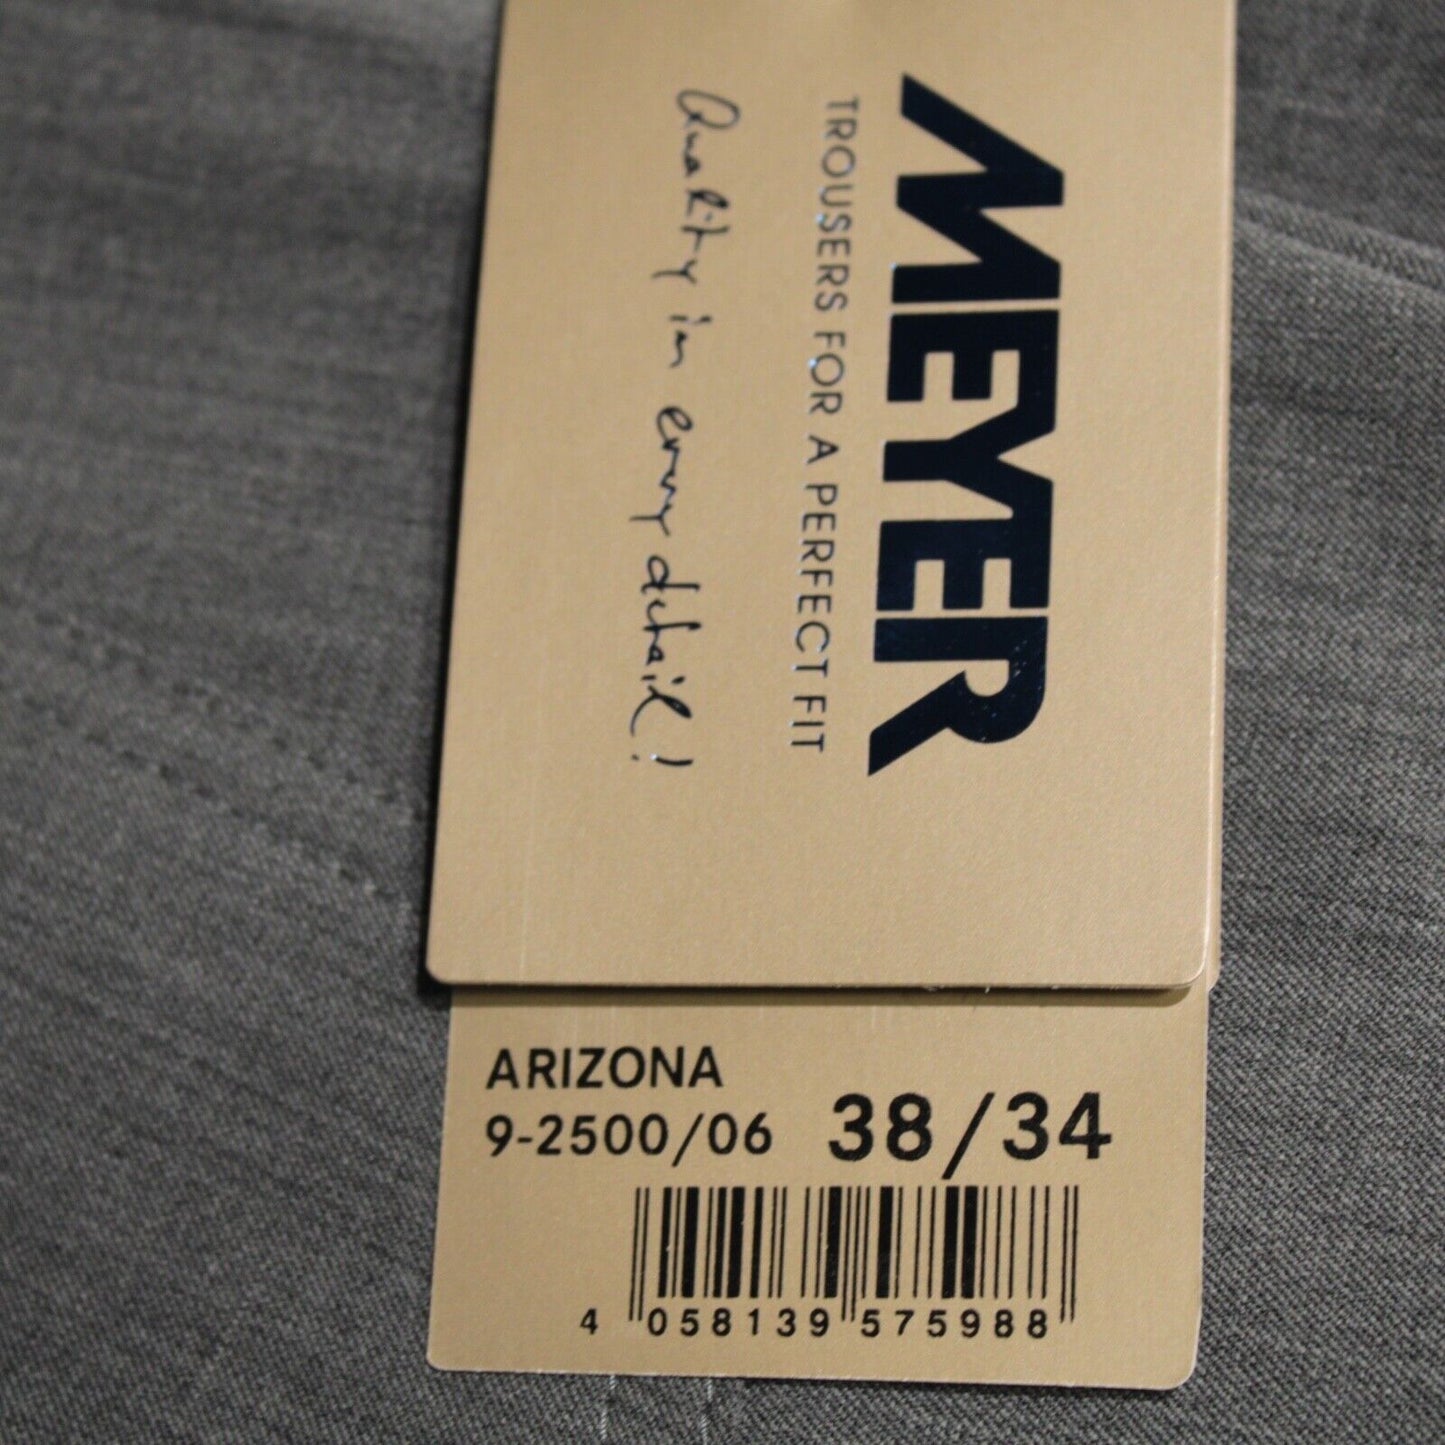 MEYER
TROUSERS FOR A PERFECT FIT
Quality in every detail!
ARIZONA
9-2500/06 38/34
4 058139 575988